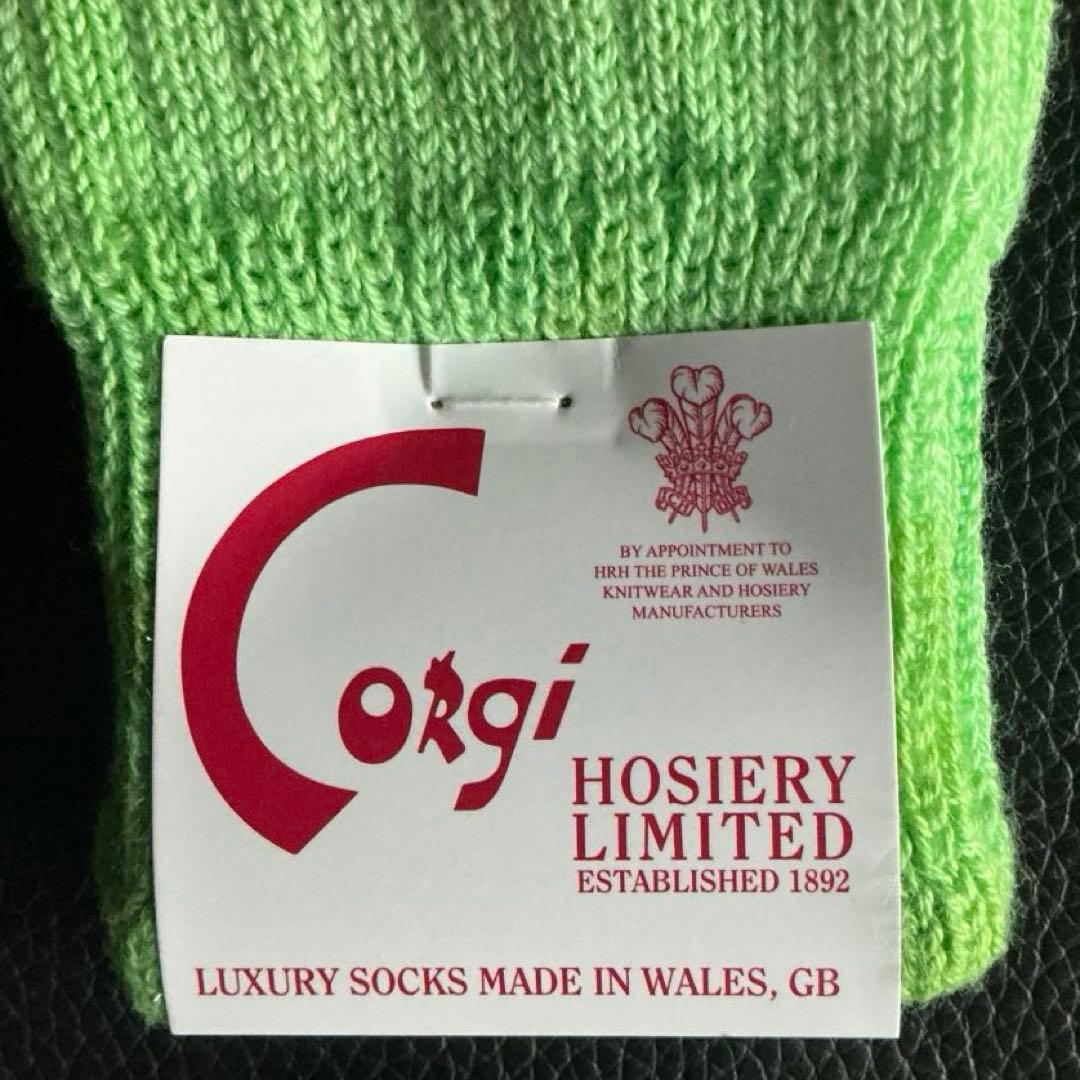 BY APPOINTMENT TO
HRH THE PRINCE OF WALES
KNITWEAR AND HOSIERY
MANUFACTURERS
Corgi
HOSIERY
LIMITED
ESTABLISHED 1892
LUXURY SOCKS MADE IN WALES, GB